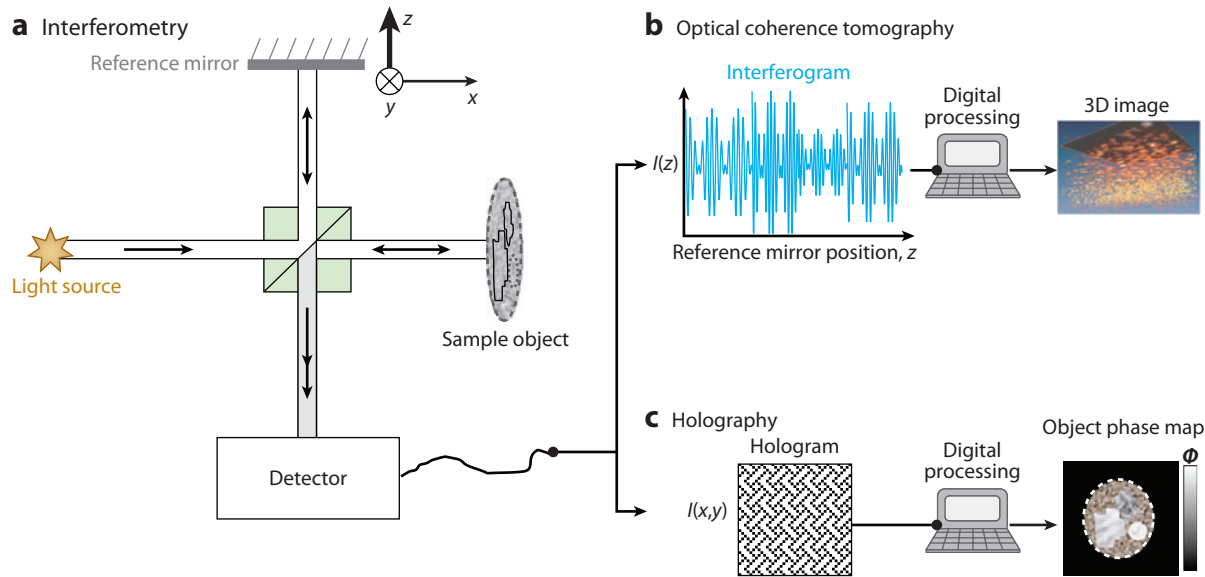 a Interferometry
Reference mirror
z
x
y
Light source
Sample object
Detector
b Optical coherence tomography
Interferogram
I(z)
Reference mirror position, z
Digital
processing
3D image
c Holography
Hologram
I(x,y)
Digital
processing
Object phase map
Φ